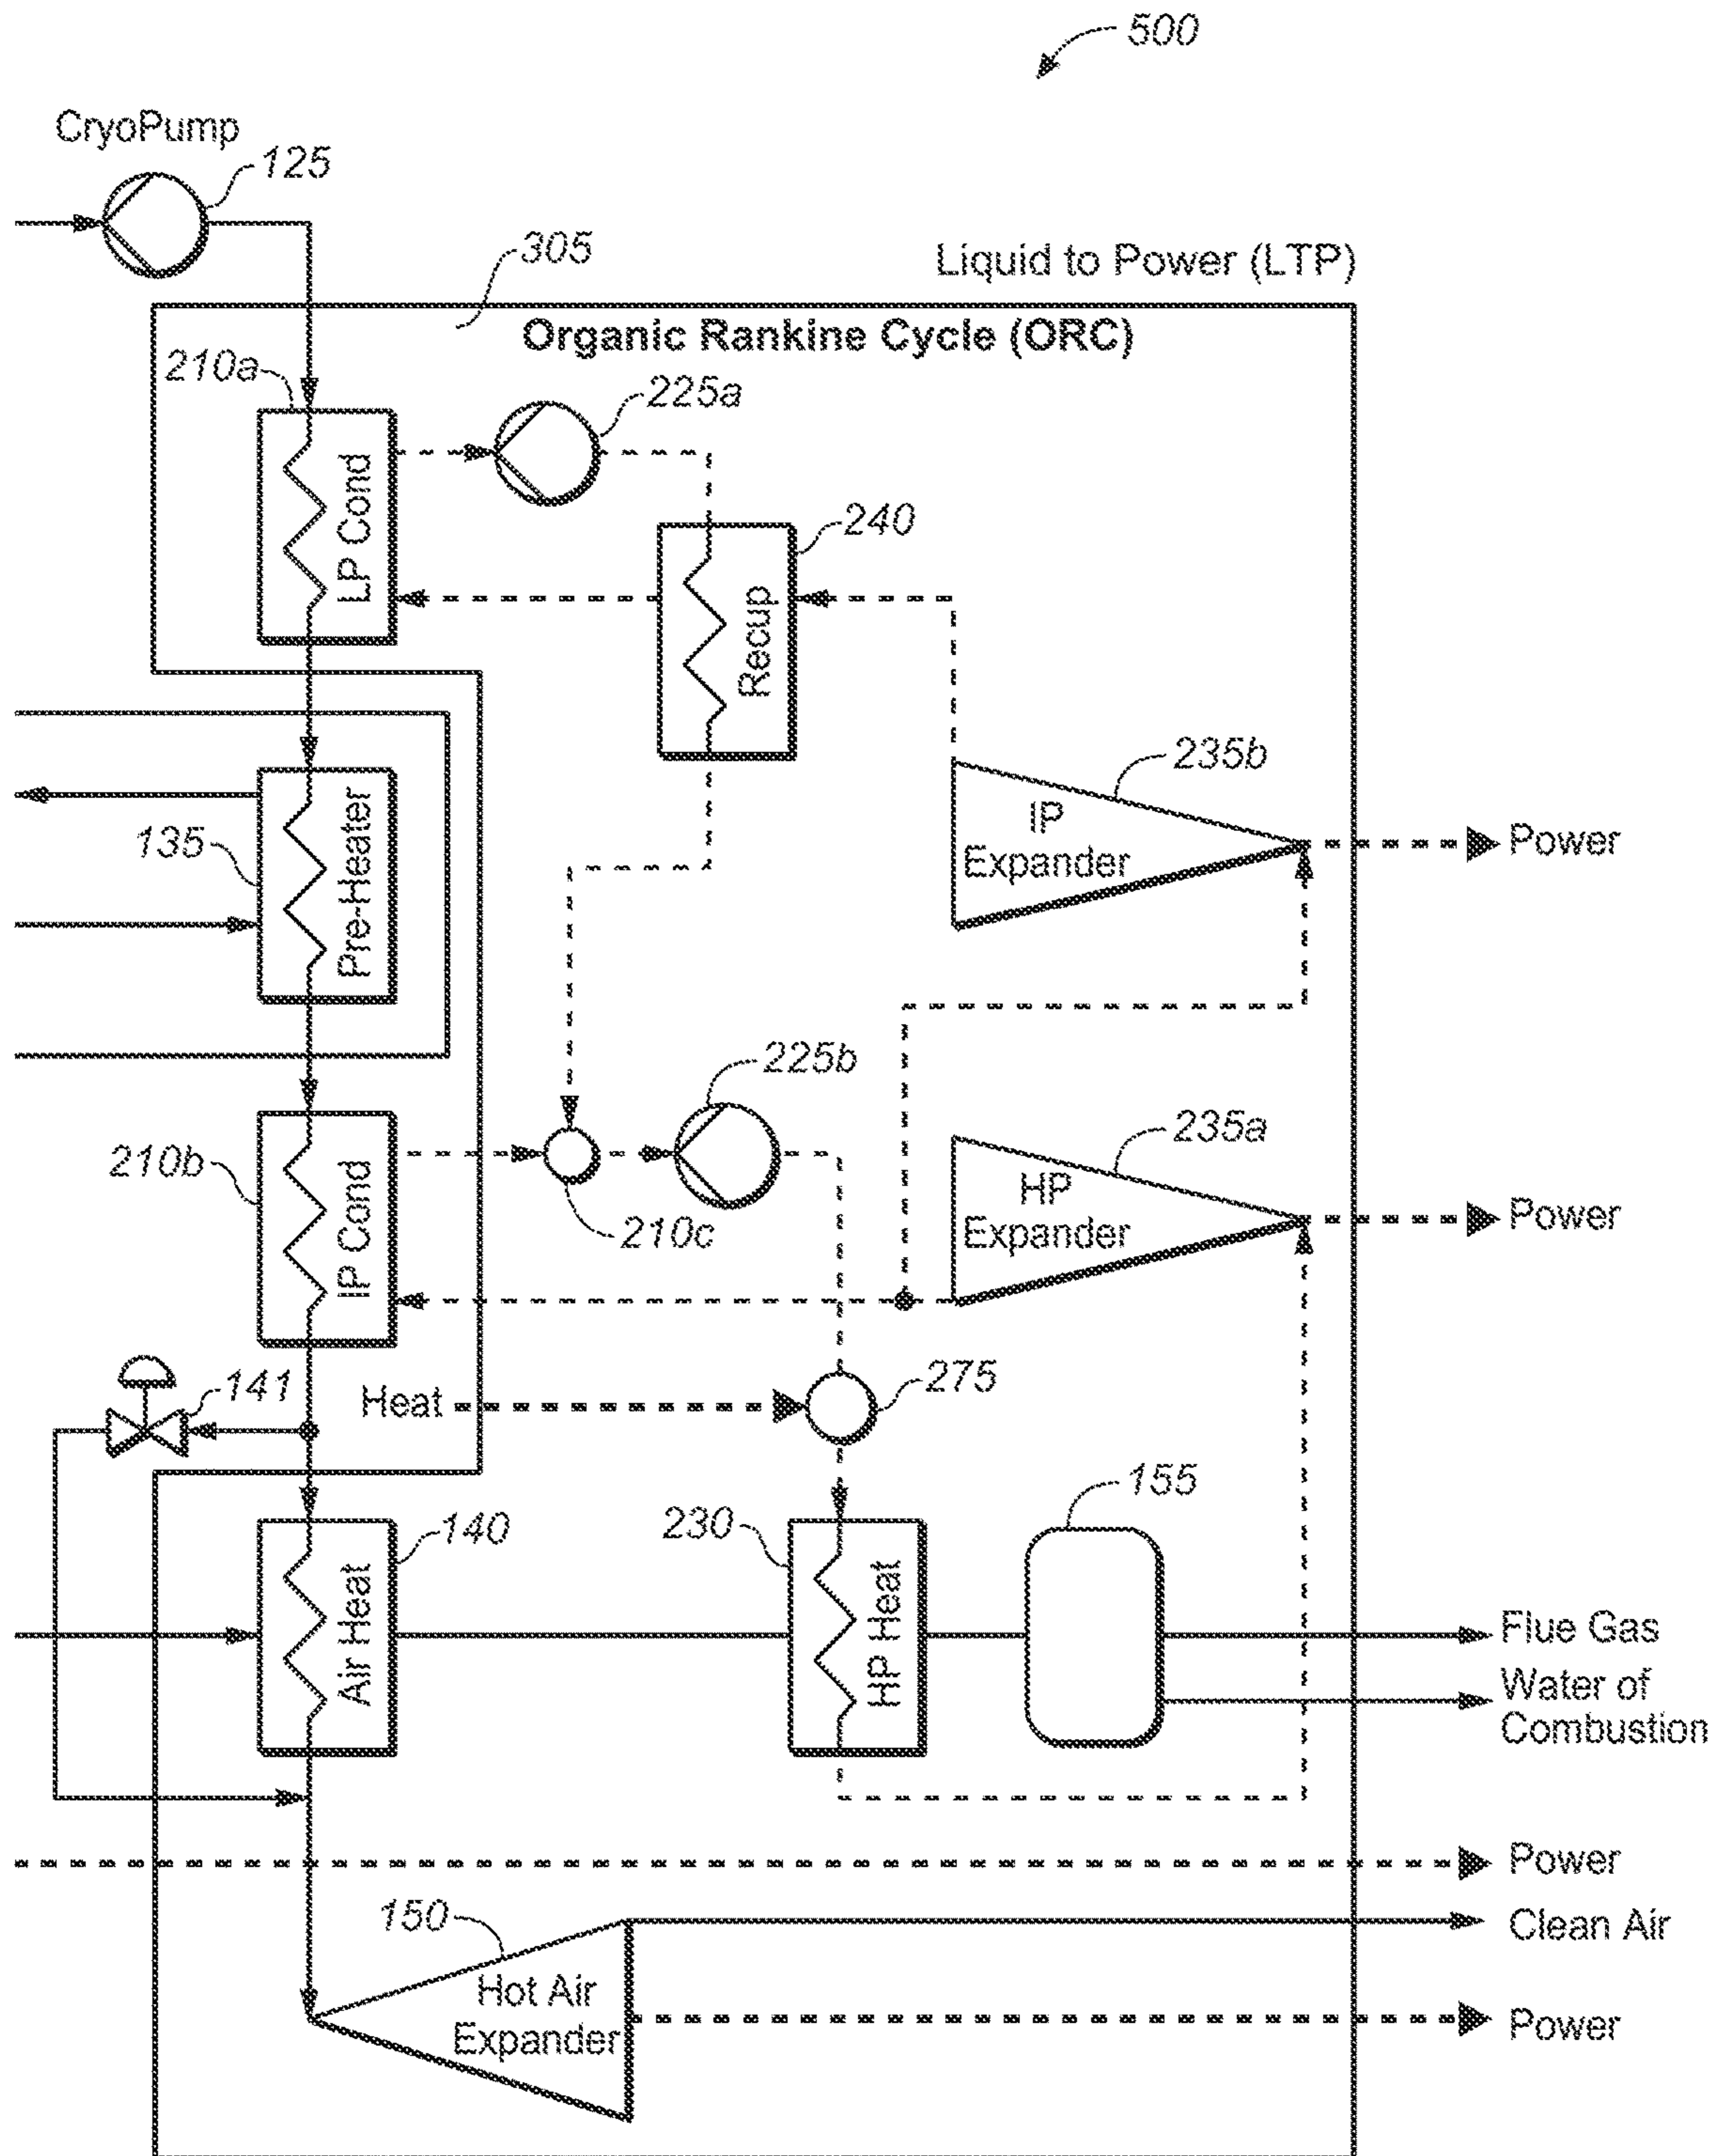 500
CryoPump
125
305
Liquid to Power (LTP)
Organic Rankine Cycle (ORC)
210a
225a
LP Cond
240
Recup
235b
IP
Expander
Power
135
Pre-Heater
225b
235a
210b
IP Cond
210c
HP
Expander
Power
141
Heat
275
155
140
230
Air Heat
HP Heat
Flue Gas
Water of
Combustion
Power
150
Clean Air
Hot Air
Expander
Power